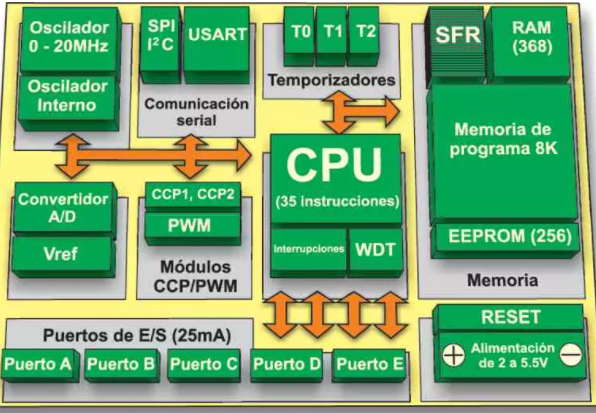 Oscilador
0 - 20MHz
Oscilador
Interno
SPI
I²C
USART
Comunicación
serial
T0 T1 T2
Temporizadores
SFR
RAM
(368)
Memoria de
programa 8K
EEPROM (256)
Memoria
Convertidor
A/D
Vref
CCP1, CCP2
PWM
Módulos
CCP/PWM
CPU
(35 instrucciones)
Interrupciones
WDT
Puertos de E/S (25mA)
Puerto A Puerto B Puerto C Puerto D Puerto E
RESET
+ Alimentación −
de 2 a 5.5V